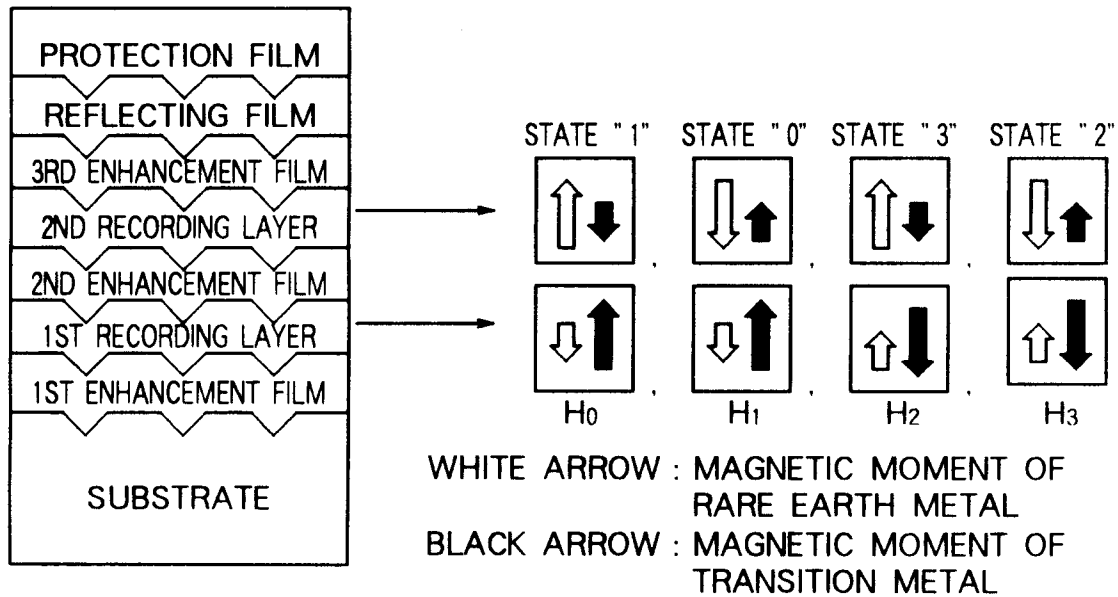 PROTECTION FILM
REFLECTING FILM
3RD ENHANCEMENT FILM
2ND RECORDING LAYER
2ND ENHANCEMENT FILM
1ST RECORDING LAYER
1ST ENHANCEMENT FILM
SUBSTRATE
STATE "1" STATE "0" STATE "3" STATE "2"
H0 H1 H2 H3
WHITE ARROW : MAGNETIC MOMENT OF
RARE EARTH METAL
BLACK ARROW : MAGNETIC MOMENT OF
TRANSITION METAL